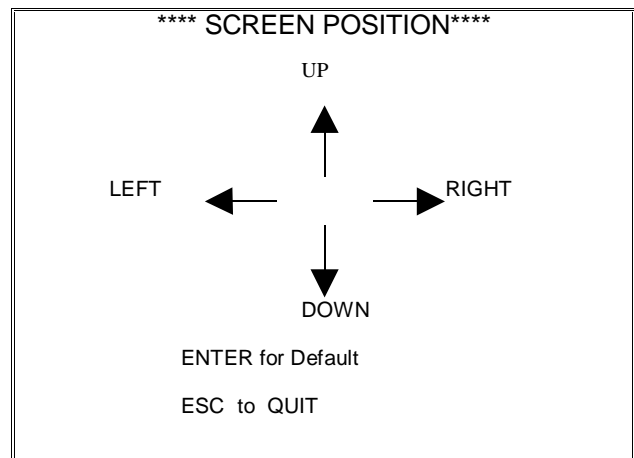 **** SCREEN POSITION****
UP
LEFT RIGHT
DOWN
ENTER for Default
ESC to QUIT